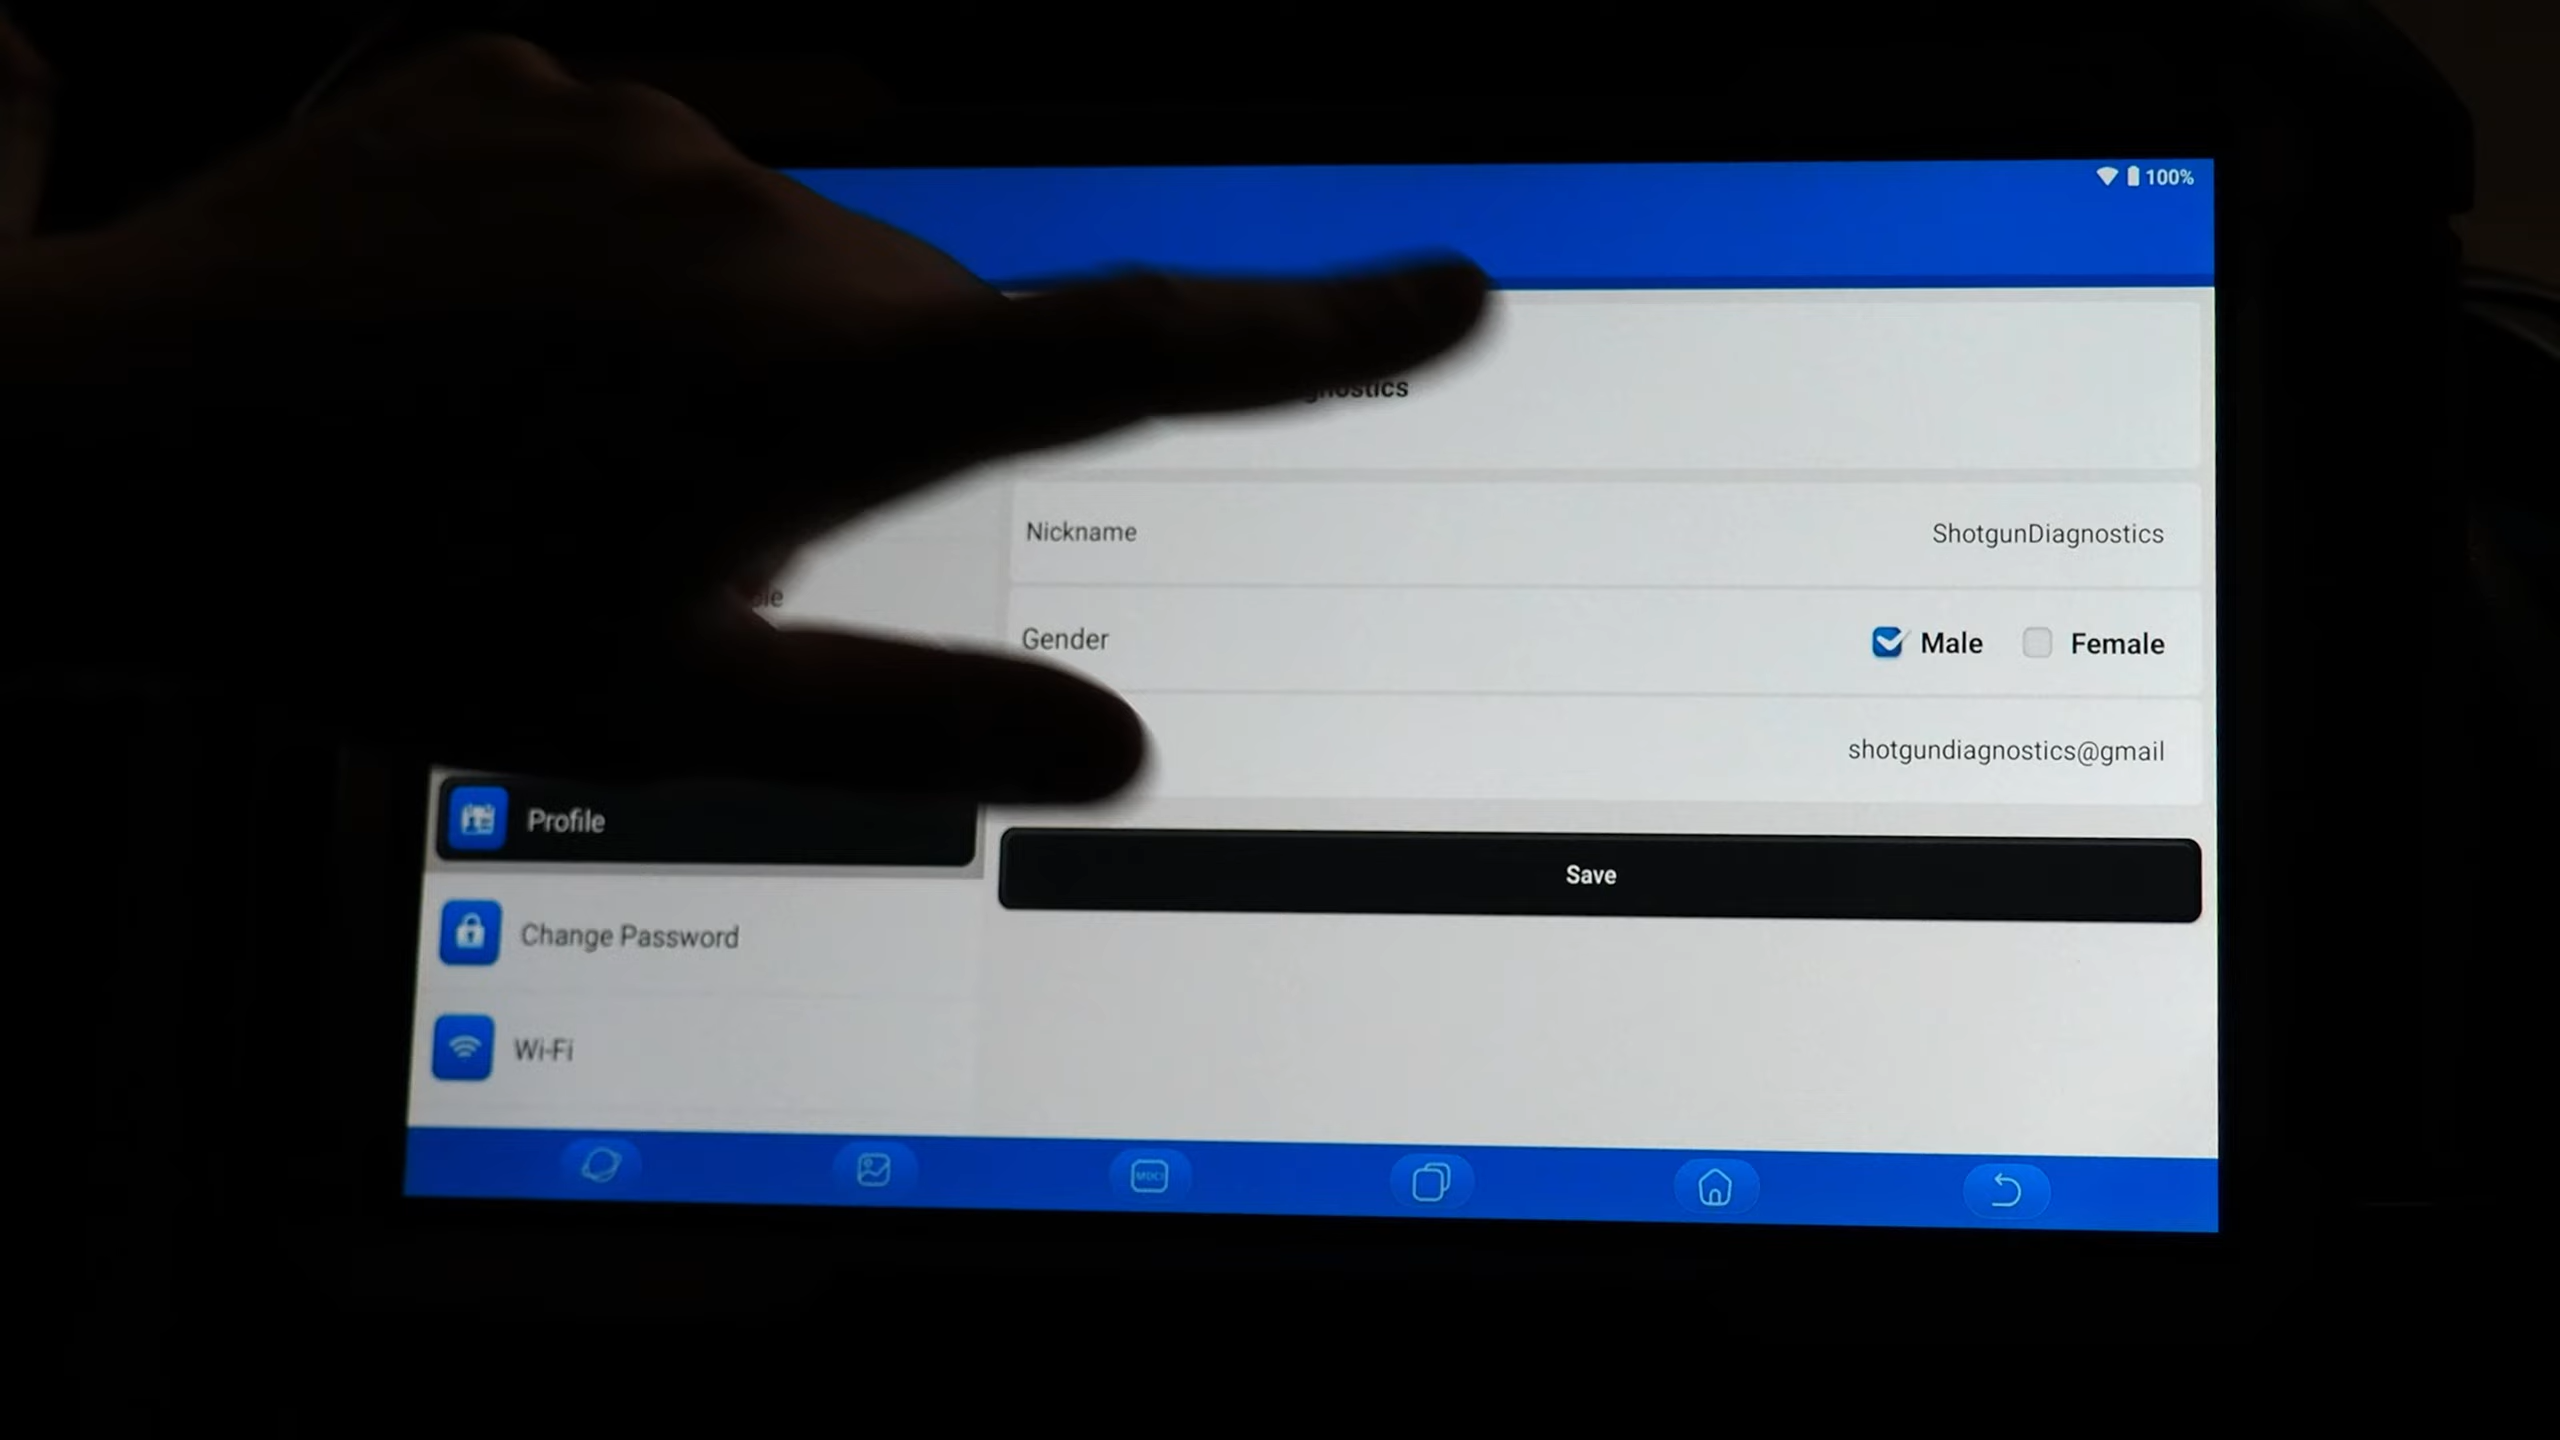 100%
Nickname
ShotgunDiagnostics
Gender
Male
Female
shotgundiagnostics@gmail
Save
Profile
Change Password
Wi-Fi